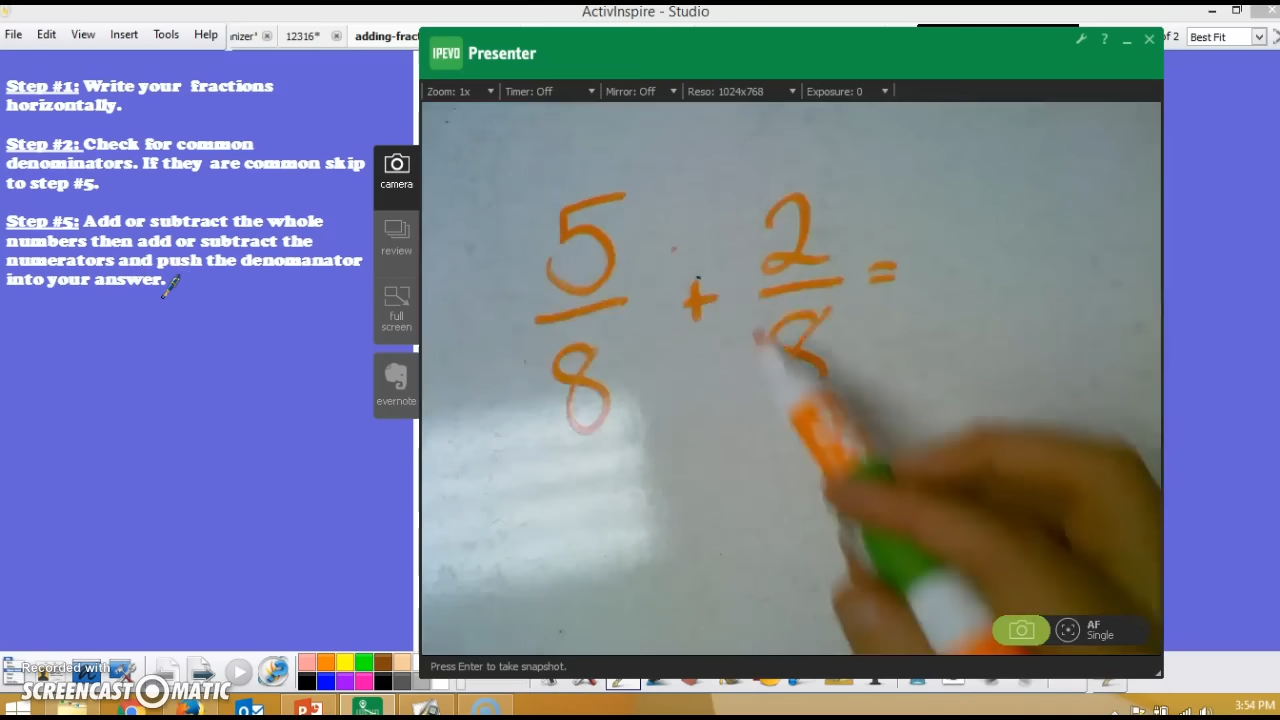 ActivInspire - Studio
File Edit View Insert Tools Help
12316*
adding-frac
of 2
Best Fit
IPEVO Presenter
Zoom: 1x Timer: Off Mirror: Off Reso: 1024x768 Exposure: 0
Step #1: Write your fractions
horizontally.
Step #2: Check for common
denominators. If they are common skip
to step #5.
Step #5: Add or subtract the whole
numbers then add or subtract the
numerators and push the denomanator
into your answer.
camera
review
full
screen
evernote
5 2
+ =
8 8
AF
Single
Press Enter to take snapshot.
Recorded with
SCREENCAST MATIC
3:54 PM